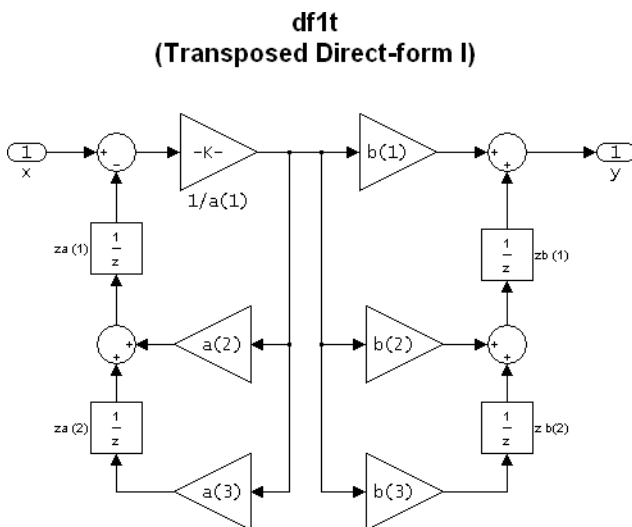 df1t
(Transposed Direct-form I)
1
x
+
−
-K-
1/a(1)
b(1)
+
+
1
y
za(1)
1
z
1
z
zb(1)
+
+
a(2)
b(2)
+
+
za(2)
1
z
1
z
zb(2)
a(3)
b(3)